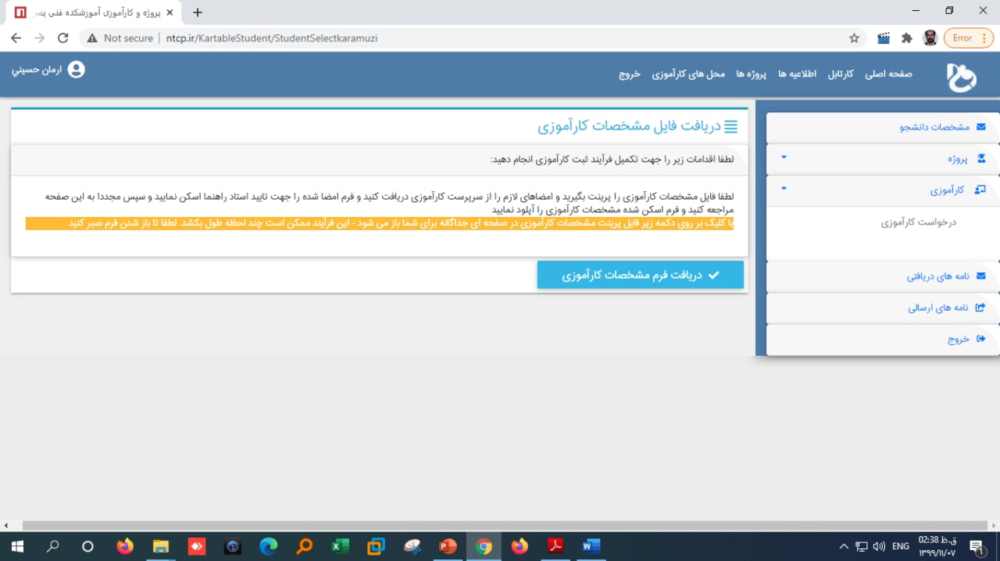 پروژه و کارآموزی آموزشکده فنی پسر
Not secure | ntcp.ir/KartableStudent/StudentSelectkaramuzi
Error
صفحه اصلی کارتابل اطلاعیه ها پروژه ها محل های کارآموزی خروج
ارمان حسيني
مشخصات دانشجو
پروژه
کارآموزی
درخواست کارآموزی
نامه های دریافتی
نامه های ارسالی
خروج
دریافت فایل مشخصات کارآموزی
لطفا اقدامات زیر را جهت تکمیل فرآیند ثبت کارآموزی انجام دهید:
لطفا فایل مشخصات کارآموزی را پرینت بگیرید و امضاهای لازم را از سرپرست کارآموزی دریافت کنید و فرم امضا شده را جهت تایید استاد راهنما اسکن نمایید و سپس مجددا به این صفحه
مراجعه کنید و فرم اسکن شده مشخصات کارآموزی را آپلود نمایید
با کلیک بر روی دکمه زیر فایل پرینت مشخصات کارآموزی در صفحه ای جداگانه برای شما باز می شود - این فرآیند ممکن است چند لحظه طول بکشد. لطفا تا باز شدن فرم صبر کنید
دریافت فرم مشخصات کارآموزی
ENG
02:38 ق.ظ
۱۳۹۹/۱۱/۰۷
1